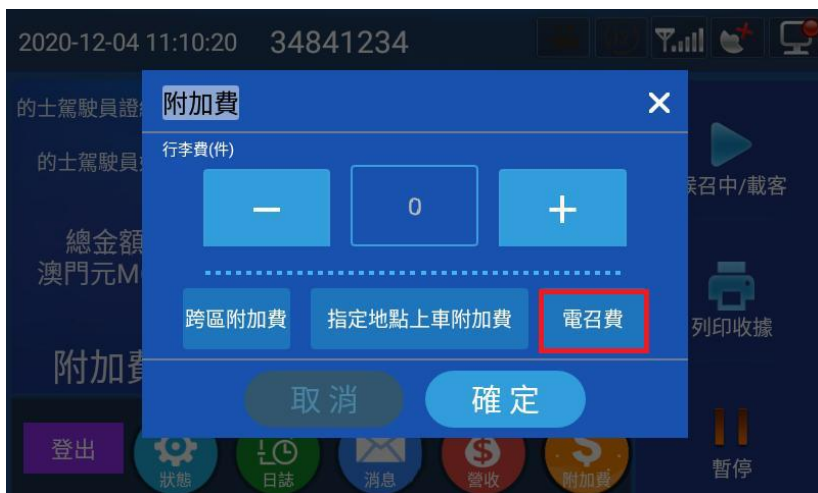 2020-12-04 11:10:20 34841234
的士駕駛員證
附加費
行李費(件)
的士駕駛員
候召中/載客
0
總金額
澳門元M
跨區附加費 指定地點上車附加費 電召費
列印收據
附加費
取消 確定
登出
狀態 日誌 消息 營收 附加費
暫停